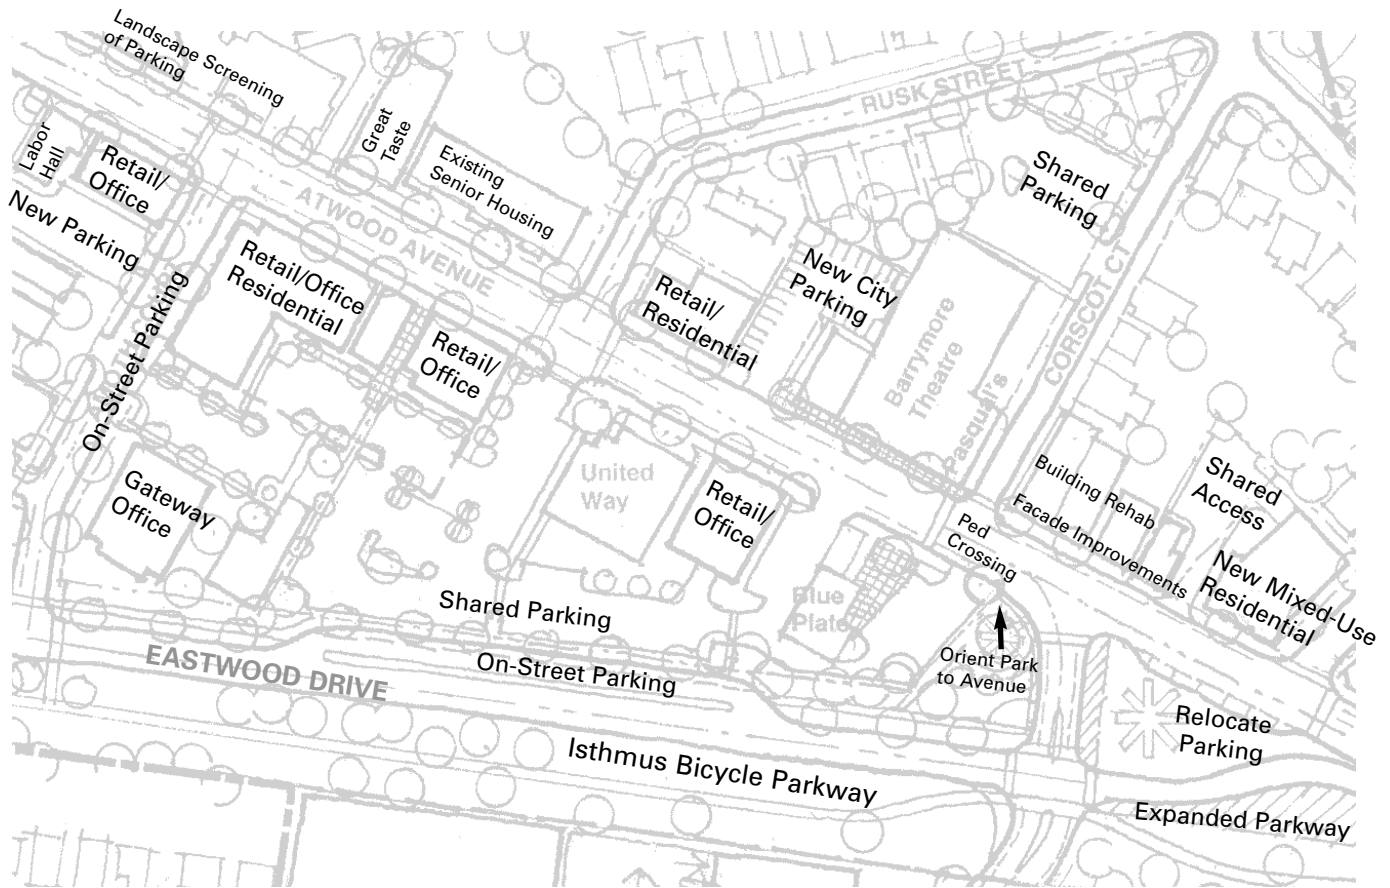 Landscape Screening
of Parking
Labor
Hall
Retail/
Office
New Parking
Great
Taste
Existing
Senior Housing
ATWOOD AVENUE
RUSK STREET
Shared
Parking
Retail/Office
Residential
On-Street Parking
Retail/
Office
Retail/
Residential
New City
Parking
Barrymore
Theatre
Pasqual's
CORSCOT CT
Gateway
Office
United
Way
Retail/
Office
Building Rehab
Facade Improvements
Shared
Access
New Mixed-Use
Residential
Ped
Crossing
Blue
Plate
Shared Parking
On-Street Parking
EASTWOOD DRIVE
Orient Park
to Avenue
Relocate
Parking
Isthmus Bicycle Parkway
Expanded Parkway